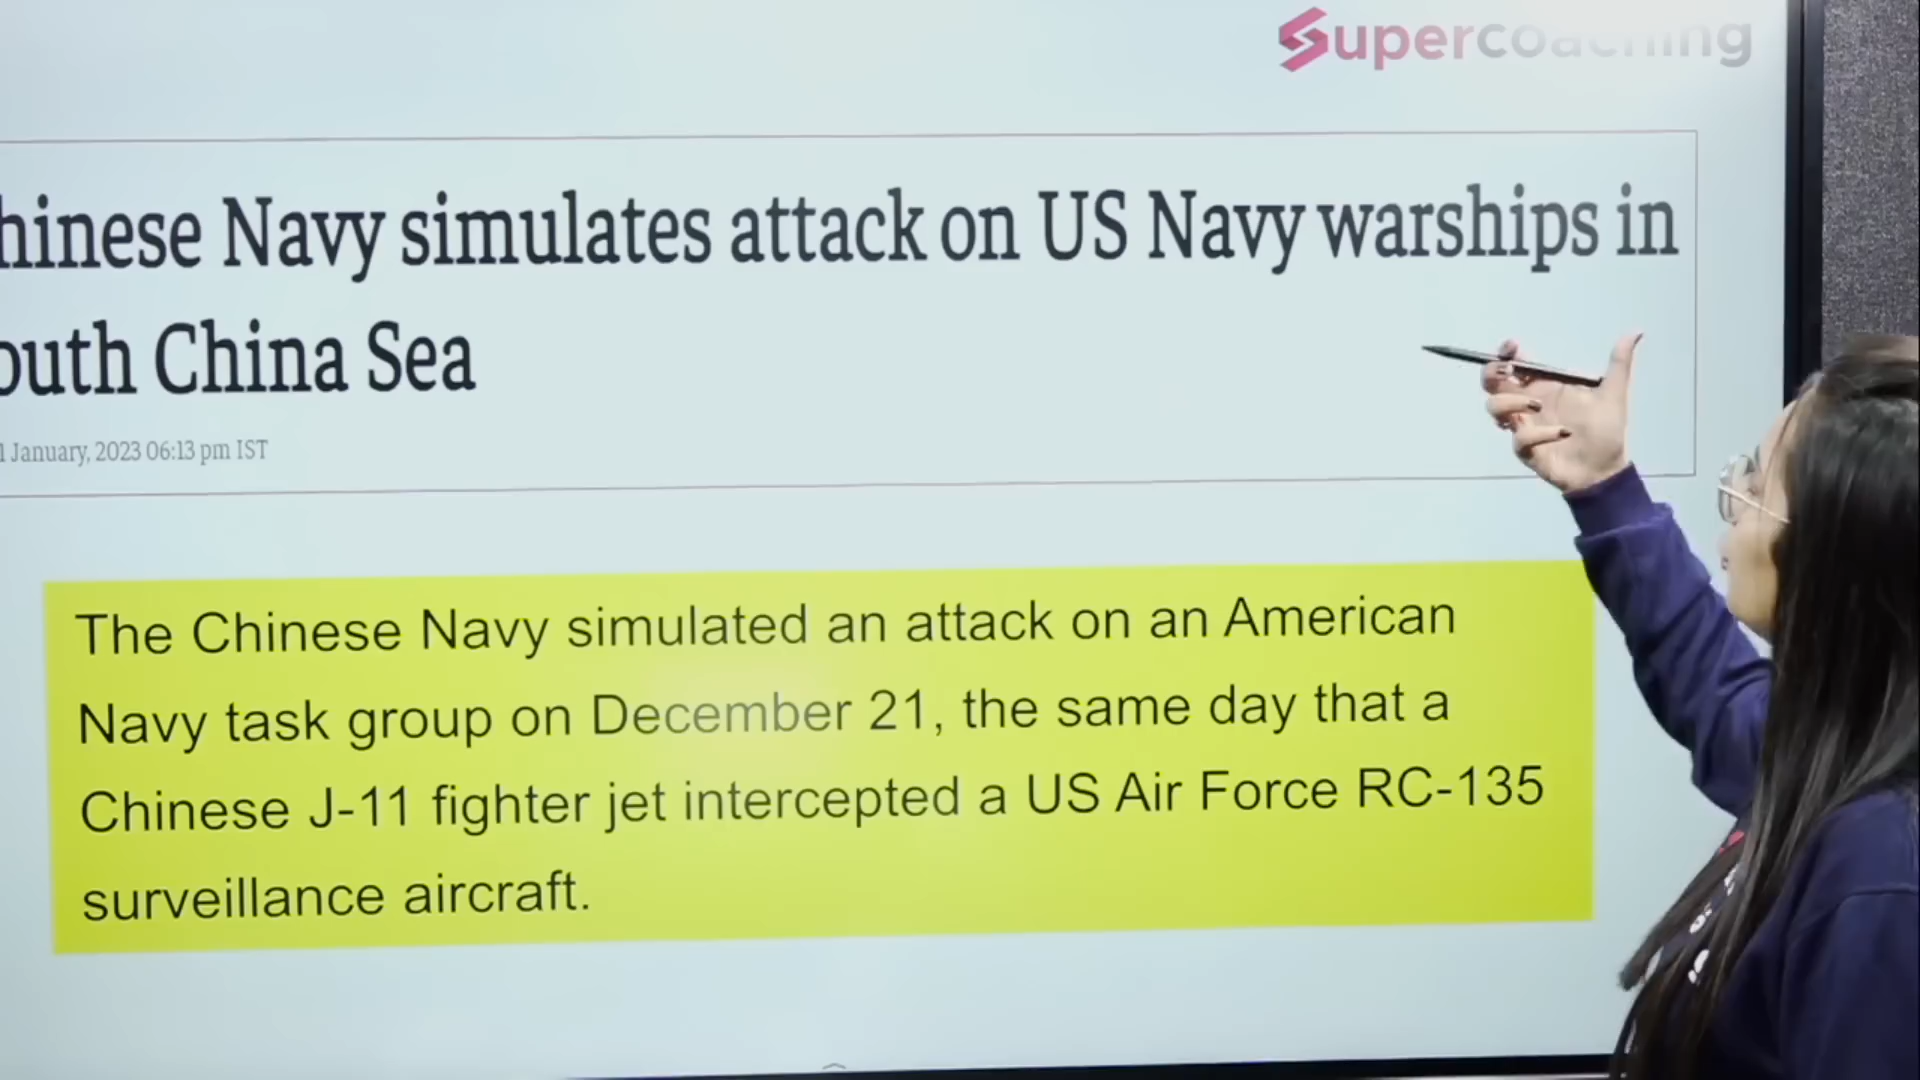 Supercoaching
hinese Navy simulates attack on US Navy warships in
outh China Sea
1 January, 2023 06:13 pm IST
The Chinese Navy simulated an attack on an American
Navy task group on December 21, the same day that a
Chinese J-11 fighter jet intercepted a US Air Force RC-135
surveillance aircraft.